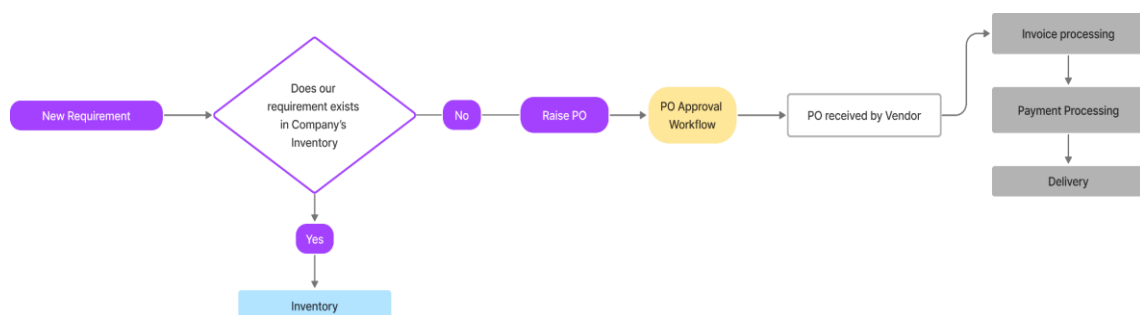 New Requirement
Does our
requirement exists
in Company's
Inventory
No
Raise PO
PO Approval
Workflow
PO received by Vendor
Invoice processing
Payment Processing
Delivery
Yes
Inventory